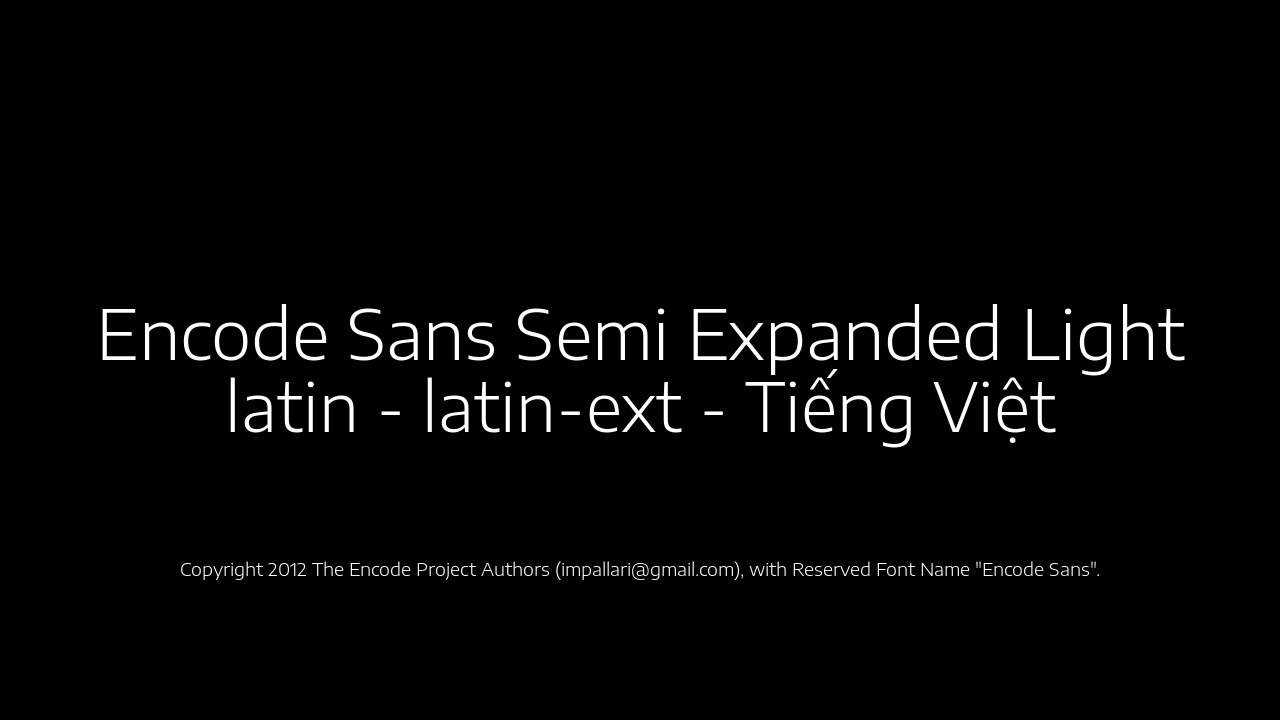 Encode Sans Semi Expanded Light
latin - latin-ext - Tiếng Việt
Copyright 2012 The Encode Project Authors (impallari@gmail.com), with Reserved Font Name "Encode Sans".